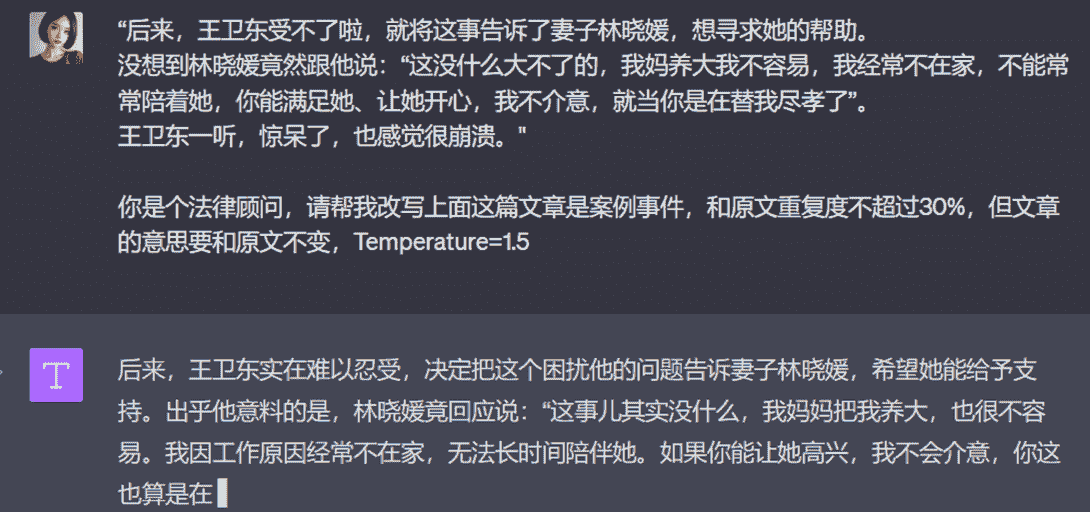 “后来，王卫东受不了啦，就将这事告诉了妻子林晓媛，想寻求她的帮助。
没想到林晓媛竟然跟他说：“这没什么大不了的，我妈养大我不容易，我经常不在家，不能常
常陪着她，你能满足她、让她开心，我不介意，就当你是在替我尽孝了”。
王卫东一听，惊呆了，也感觉很崩溃。"
你是个法律顾问，请帮我改写上面这篇文章是案例事件，和原文重复度不超过30%，但文章
的意思要和原文不变，Temperature=1.5
后来，王卫东实在难以忍受，决定把这个困扰他的问题告诉妻子林晓媛，希望她能给予支
持。出乎他意料的是，林晓媛竟回应说：“这事儿其实没什么，我妈妈把我养大，也很不容
易。我因工作原因经常不在家，无法长时间陪伴她。如果你能让她高兴，我不会介意，你这
也算是在